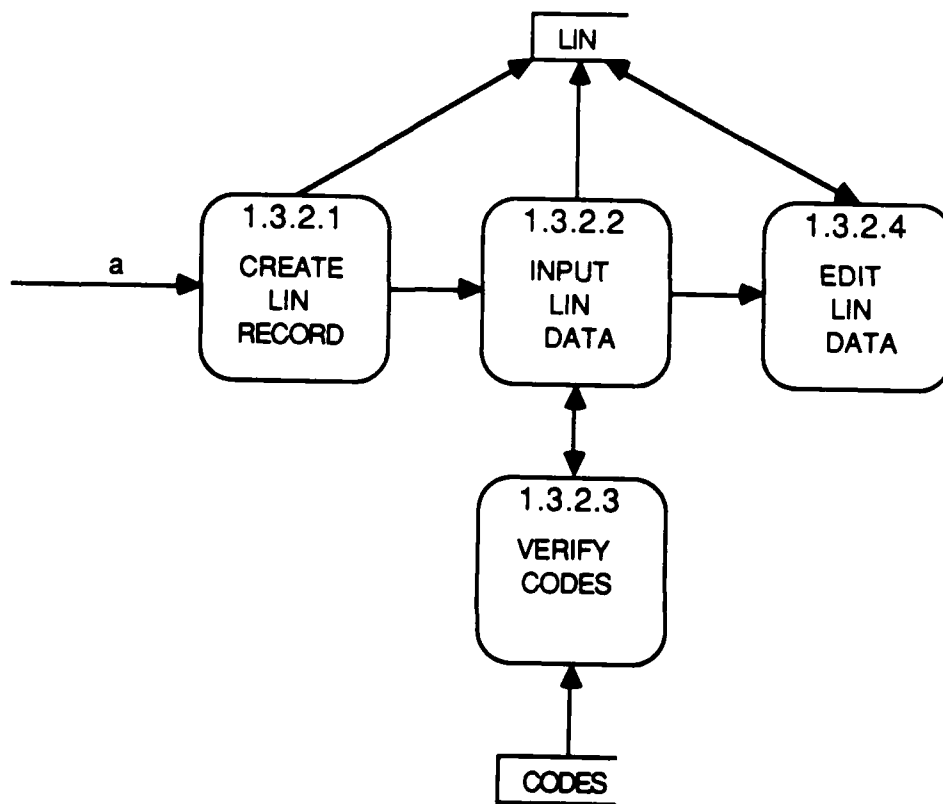 LIN
a
1.3.2.1
CREATE
LIN
RECORD
1.3.2.2
INPUT
LIN
DATA
1.3.2.4
EDIT
LIN
DATA
1.3.2.3
VERIFY
CODES
CODES